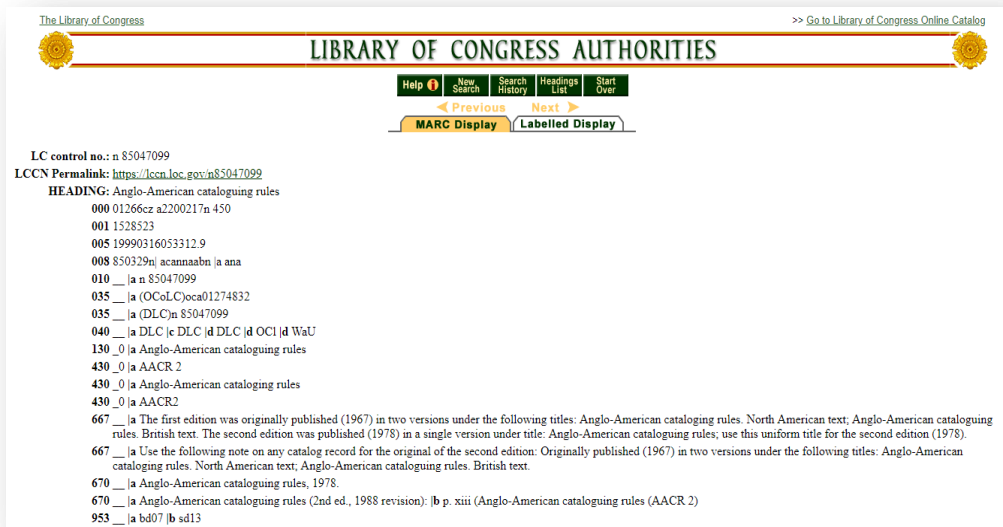 The Library of Congress
>> Go to Library of Congress Online Catalog
LIBRARY OF CONGRESS AUTHORITIES
Help i New Search Search History Headings List Start Over
Previous Next
MARC Display Labelled Display
LC control no.: n 85047099
LCCN Permalink: https://lccn.loc.gov/n85047099
HEADING: Anglo-American cataloguing rules
000 01266cz a2200217n 450
001 1528523
005 19990316053312.9
008 850329n| acannaabn |a ana
010 __ |a n 85047099
035 __ |a (OCoLC)oca01274832
035 __ |a (DLC)n 85047099
040 __ |a DLC |c DLC |d DLC |d OCl |d WaU
130 _0 |a Anglo-American cataloguing rules
430 _0 |a AACR 2
430 _0 |a Anglo-American cataloging rules
430 _0 |a AACR2
667 __ |a The first edition was originally published (1967) in two versions under the following titles: Anglo-American cataloging rules. North American text; Anglo-American cataloguing
rules. British text. The second edition was published (1978) in a single version under title: Anglo-American cataloguing rules; use this uniform title for the second edition (1978).
667 __ |a Use the following note on any catalog record for the original of the second edition: Originally published (1967) in two versions under the following titles: Anglo-American
cataloging rules. North American text; Anglo-American cataloguing rules. British text.
670 __ |a Anglo-American cataloguing rules, 1978.
670 __ |a Anglo-American cataloguing rules (2nd ed., 1988 revision): |b p. xiii (Anglo-American cataloguing rules (AACR 2)
953 __ |a bd07 |b sd13